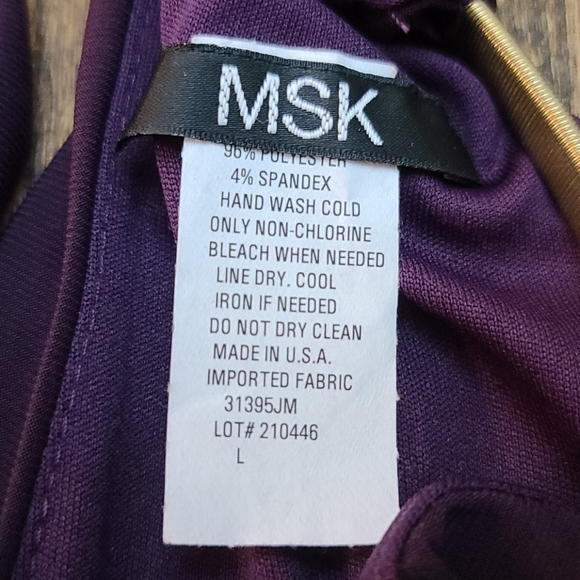 MSK
96% POLYESTER
4% SPANDEX
HAND WASH COLD
ONLY NON-CHLORINE
BLEACH WHEN NEEDED
LINE DRY. COOL
IRON IF NEEDED
DO NOT DRY CLEAN
MADE IN U.S.A.
IMPORTED FABRIC
31395JM
LOT# 210446
L